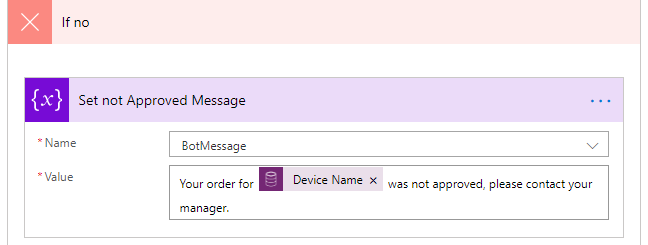 If no
{x} Set not Approved Message ...
* Name BotMessage
* Value Your order for Device Name × was not approved, please contact your
manager.